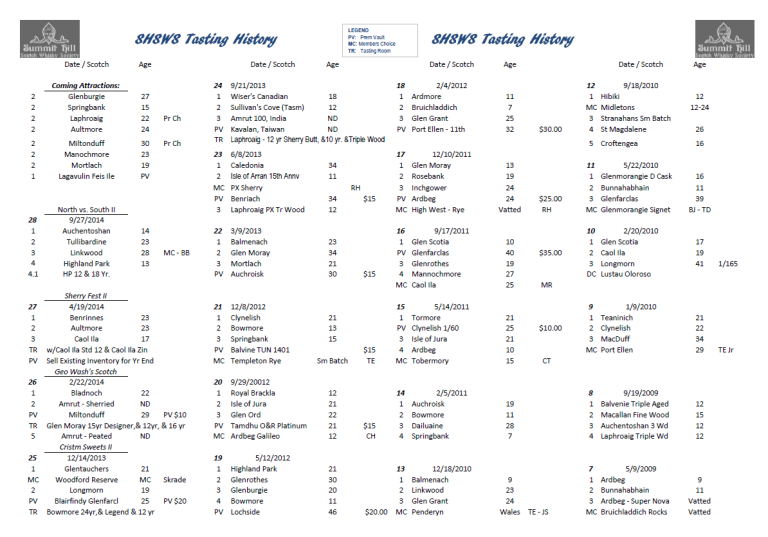 Summit Hill
Scotch Whisky Society
SHSWS Tasting History
LEGEND
PV: Prem Vault
MC: Members Choice
TR: Tasting Room
SHSWS Tasting History
Summit Hill
Scotch Whisky Society
Date / Scotch Age
Coming Attractions:
2 Glenburgie 27
2 Springbank 15
2 Laphroaig 22 Pr Ch
2 Aultmore 24
2 Miltonduff 30 Pr Ch
2 Manochmore 23
2 Mortlach 19
1 Lagavulin Feis Ile PV
North vs. South II
28 9/27/2014
1 Auchentoshan 14
2 Tullibardine 23
3 Linkwood 28 MC - BB
4 Highland Park 13
4.1 HP 12 & 18 Yr.
Sherry Fest II
27 4/19/2014
1 Benrinnes 23
2 Aultmore 23
3 Caol Ila 17
TR w/Caol Ila Std 12 & Caol Ila Zin
PV Sell Existing Inventory for Yr End
Geo Wash's Scotch
26 2/22/2014
1 Bladnoch 22
2 Amrut - Sherried ND
PV Miltonduff 29 PV $10
TR Glen Moray 15yr Designer,& 12yr, & 16 yr
5 Amrut - Peated ND
Cristm Sweets II
25 12/14/2013
1 Glentauchers 21
MC Woodford Reserve MC Skrade
2 Longmorn 19
PV Blairfindy Glenfarcl 25 PV $20
TR Bowmore 24yr,& Legend & 12 yr
Date / Scotch Age
24 9/21/2013
1 Wiser's Canadian 18
2 Sullivan's Cove (Tasm) 12
3 Amrut 100, India ND
PV Kavalan, Taiwan ND
TR Laphroaig - 12 yr Sherry Butt, &10 yr. &Triple Wood
23 6/8/2013
1 Caledonia 34
2 Isle of Arran 15th Annv 11
MC PX Sherry RH
PV Benriach 34 $15
3 Laphroaig PX Tr Wood 12
22 3/9/2013
1 Balmenach 23
2 Glen Moray 34
3 Mortlach 21
PV Auchroisk 30 $15
21 12/8/2012
1 Clynelish 21
2 Bowmore 13
3 Springbank 15
PV Balvine TUN 1401 $15
MC Templeton Rye Sm Batch TE
20 9/29/20012
1 Royal Brackla 12
2 Isle of Jura 21
3 Glen Ord 22
PV Tamdhu O&R Platinum 21 $15
MC Ardbeg Galileo 12 CH
19 5/12/2012
1 Highland Park 21
2 Glenrothes 30
3 Glenburgie 20
4 Bowmore 11
PV Lochside 46 $20.00
Date / Scotch Age
18 2/4/2012
1 Ardmore 11
2 Bruichladdich 7
3 Glen Grant 25
PV Port Ellen - 11th 32 $30.00
17 12/10/2011
1 Glen Moray 13
2 Rosebank 19
3 Inchgower 24
PV Ardbeg 24 $25.00
MC High West - Rye Vatted RH
16 9/17/2011
1 Glen Scotia 10
PV Glenfarclas 40 $35.00
3 Glenrothes 19
4 Mannochmore 27
MC Caol Ila 25 MR
15 5/14/2011
1 Tormore 21
PV Clynelish 1/60 25 $10.00
3 Isle of Jura 21
4 Ardbeg 10
MC Tobermory 15 CT
14 2/5/2011
1 Auchroisk 19
2 Bowmore 11
3 Dailuaine 28
4 Springbank 7
13 12/18/2010
1 Balmenach 9
2 Linkwood 23
3 Glen Grant 24
MC Penderyn Wales TE - JS
Date / Scotch Age
12 9/18/2010
1 Hibiki 12
MC Midletons 12-24
3 Stranahans Sm Batch
4 St Magdalene 26
5 Croftengea 16
11 5/22/2010
1 Glenmorangie D Cask 16
2 Bunnahabhain 11
3 Glenfarclas 39
MC Glenmorangie Signet BJ - TD
10 2/20/2010
1 Glen Scotia 17
2 Caol Ila 19
3 Longmorn 41 1/165
DC Lustau Oloroso
9 1/9/2010
1 Teaninich 21
2 Clynelish 22
3 MacDuff 34
MC Port Ellen 29 TE Jr
8 9/19/2009
1 Balvenie Triple Aged 12
2 Macallan Fine Wood 15
3 Auchentoshan 3 Wd 12
4 Laphroaig Triple Wd 12
7 5/9/2009
1 Ardbeg 9
2 Bunnahabhain 11
3 Ardbeg - Super Nova Vatted
MC Bruichladdich Rocks Vatted